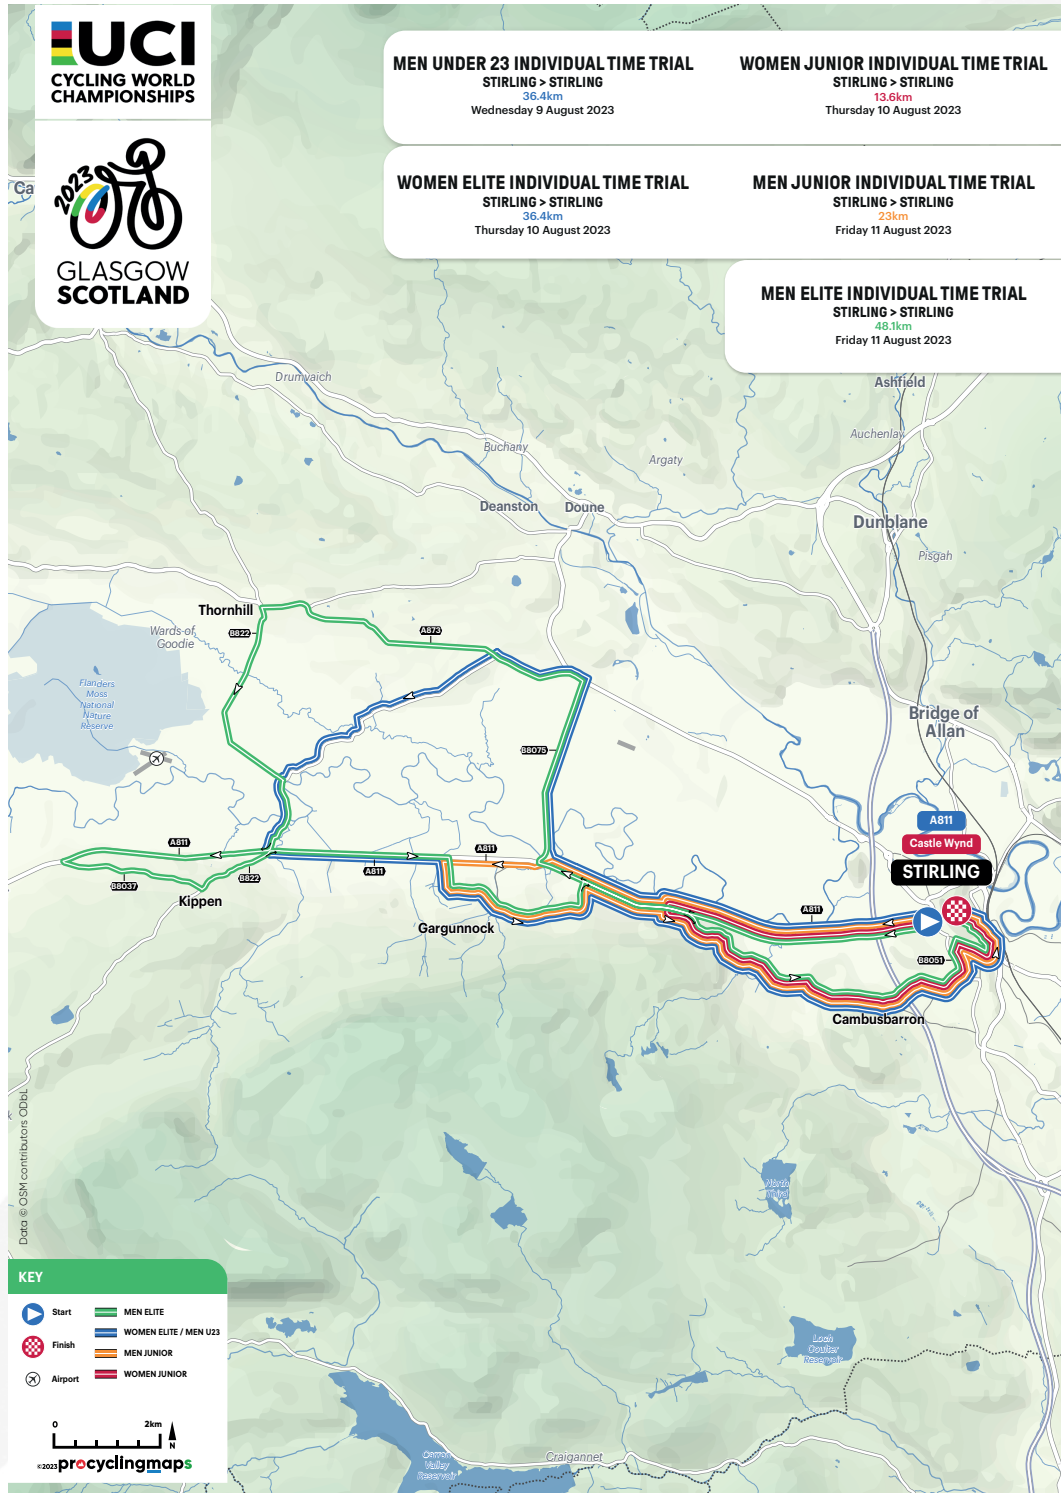 UCI
CYCLING WORLD
CHAMPIONSHIPS
2023
GLASGOW
SCOTLAND
MEN UNDER 23 INDIVIDUAL TIME TRIAL
STIRLING > STIRLING
36.4km
Wednesday 9 August 2023
WOMEN JUNIOR INDIVIDUAL TIME TRIAL
STIRLING > STIRLING
13.6km
Thursday 10 August 2023
WOMEN ELITE INDIVIDUAL TIME TRIAL
STIRLING > STIRLING
36.4km
Thursday 10 August 2023
MEN JUNIOR INDIVIDUAL TIME TRIAL
STIRLING > STIRLING
23km
Friday 11 August 2023
MEN ELITE INDIVIDUAL TIME TRIAL
STIRLING > STIRLING
48.1km
Friday 11 August 2023
Ca
Drumvaich
Ashfield
Auchenlay
Buchany
Argaty
Deanston
Doune
Dunblane
Pisgah
Thornhill
B822
A873
Wards of
Goodie
Flanders
Moss
National
Nature
Reserve
Bridge of
Allan
B8075
A811
Castle Wynd
STIRLING
A811
A811
A811
B822
B8037
Kippen
A811
Gargunnock
B8051
Cambusbarron
North
Third
Loch
Coulter
Reservoir
Carron
Valley
Reservoir
Craigannet
Data © OSM contributors ODbL
KEY
Start
Finish
Airport
MEN ELITE
WOMEN ELITE / MEN U23
MEN JUNIOR
WOMEN JUNIOR
0 2km
N
©2023 procyclingmaps